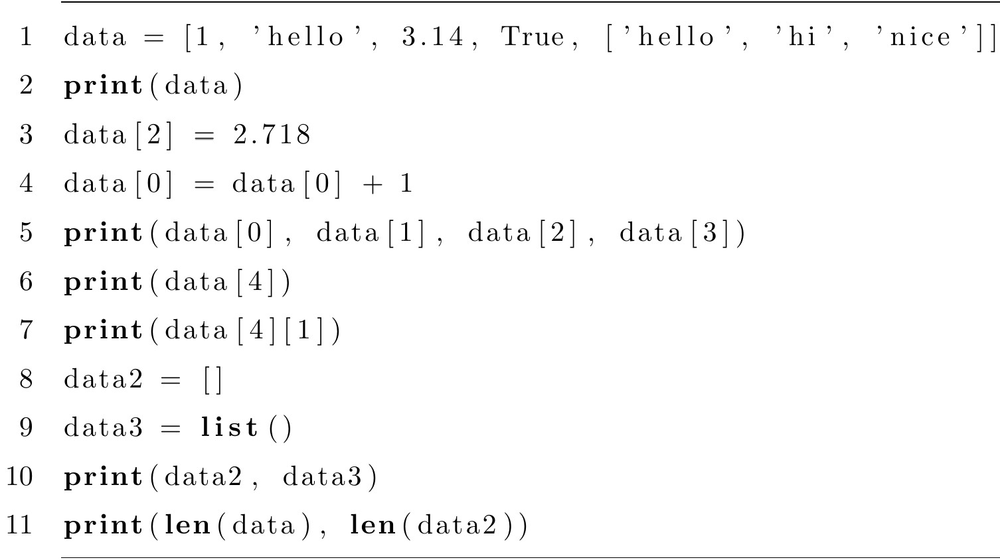 1 data = [1, 'hello', 3.14, True, ['hello', 'hi', 'nice']]
2 print(data)
3 data[2] = 2.718
4 data[0] = data[0] + 1
5 print(data[0], data[1], data[2], data[3])
6 print(data[4])
7 print(data[4][1])
8 data2 = []
9 data3 = list()
10 print(data2, data3)
11 print(len(data), len(data2))